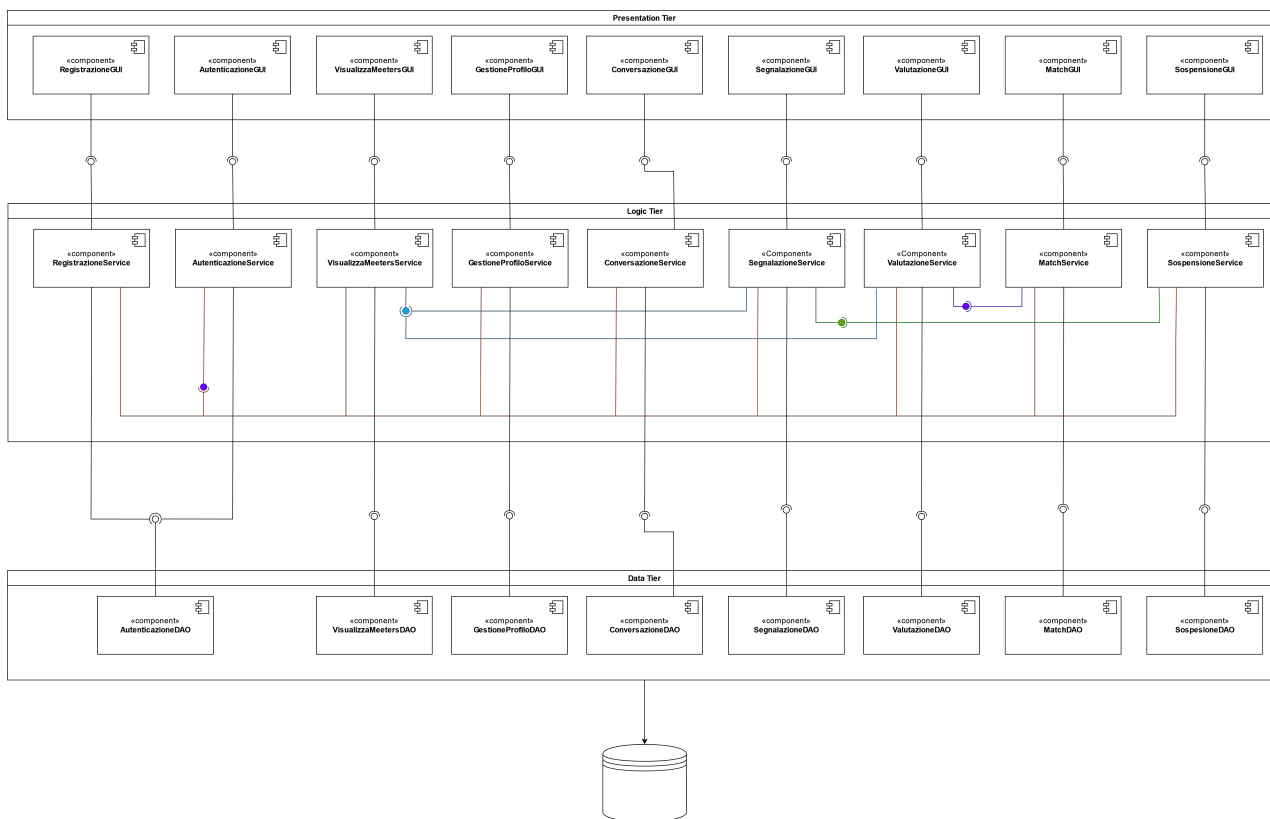 Presentation Tier
«component»
RegistrazioneGUI
«component»
AutenticazioneGUI
«component»
VisualizzaMeetersGUI
«component»
GestioneProfiloGUI
«component»
ConversazioneGUI
«component»
SegnalazioneGUI
«component»
ValutazioneGUI
«component»
MatchGUI
«component»
SospensioneGUI
Logic Tier
«component»
RegistrazioneService
«component»
AutenticazioneService
«component»
VisualizzaMeetersService
«component»
GestioneProfiloService
«component»
ConversazioneService
«Component»
SegnalazioneService
«Component»
ValutazioneService
«component»
MatchService
«component»
SospensioneService
Data Tier
«component»
AutenticazioneDAO
«component»
VisualizzaMeetersDAO
«component»
GestioneProfiloDAO
«component»
ConversazioneDAO
«component»
SegnalazioneDAO
«component»
ValutazioneDAO
«component»
MatchDAO
«component»
SospesioneDAO